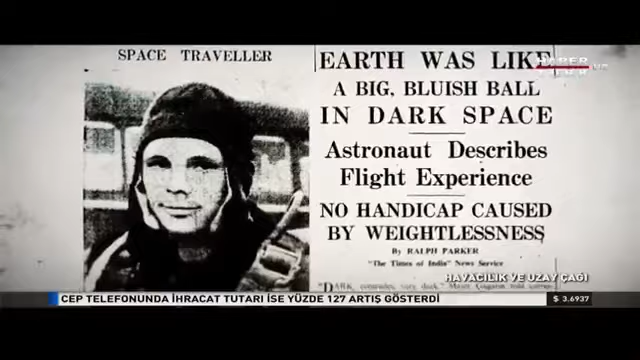 SPACE TRAVELLER
EARTH WAS LIKE
A BIG, BLUISH BALL
IN DARK SPACE
Astronaut Describes
Flight Experience
NO HANDICAP CAUSED
BY WEIGHTLESSNESS
By RALPH PARKER
"The Times of India" News Service
HABERTÜRK
HAVACILIK VE UZAY ÇAĞI
CEP TELEFONUNDA İHRACAT TUTARI İSE YÜZDE 127 ARTIŞ GÖSTERDİ
$ 3.6937